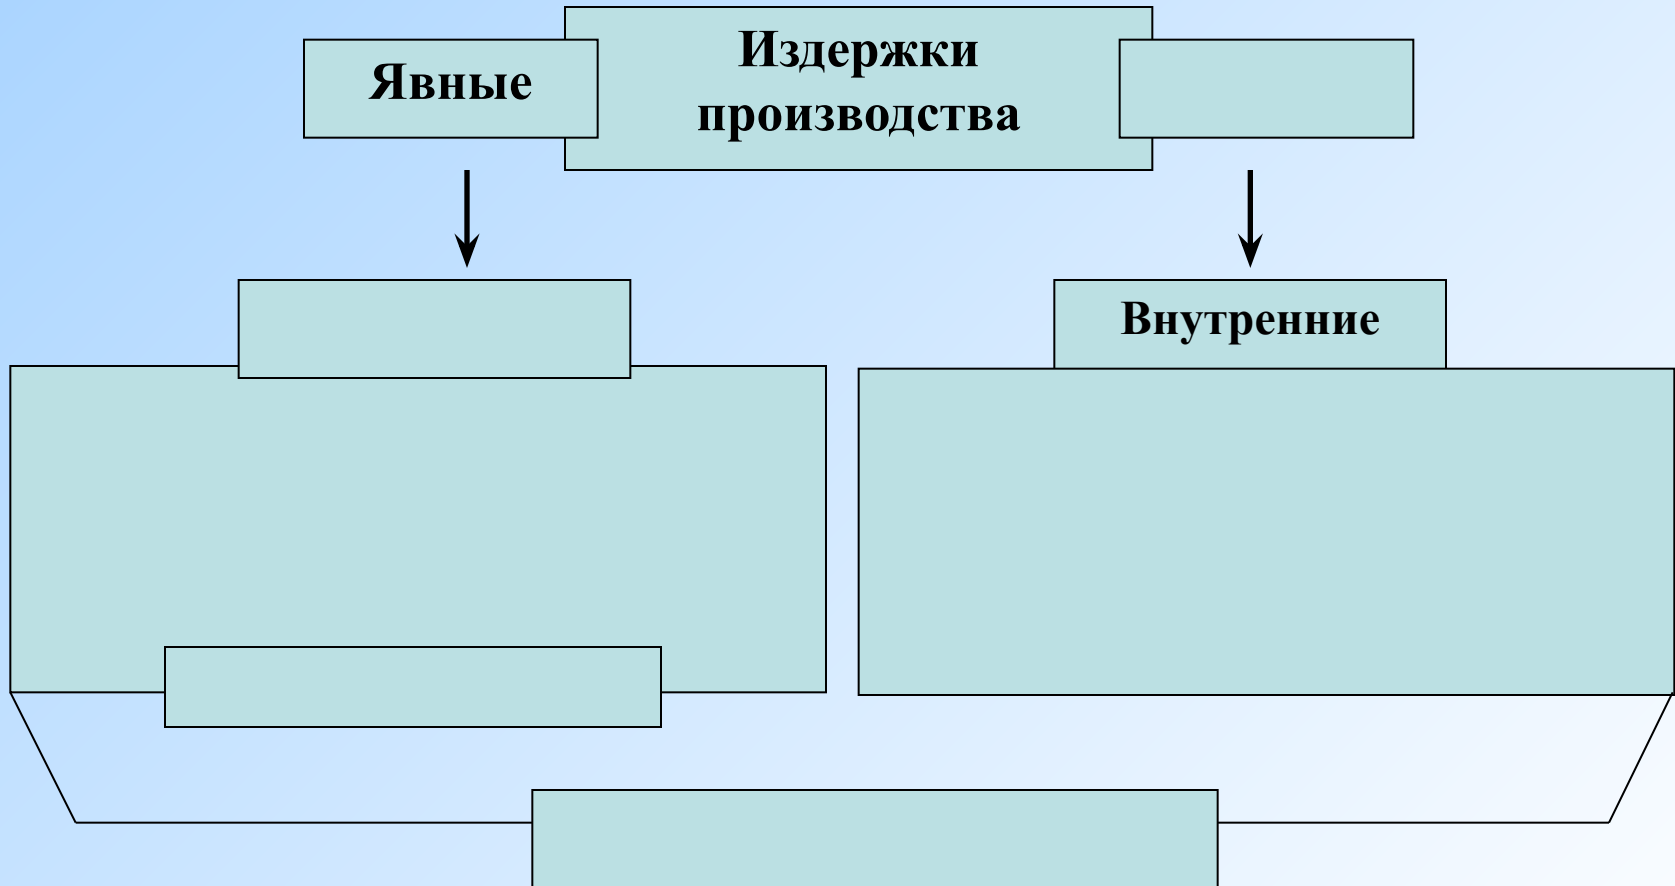 Издержки
производства
Явные
Внутренние